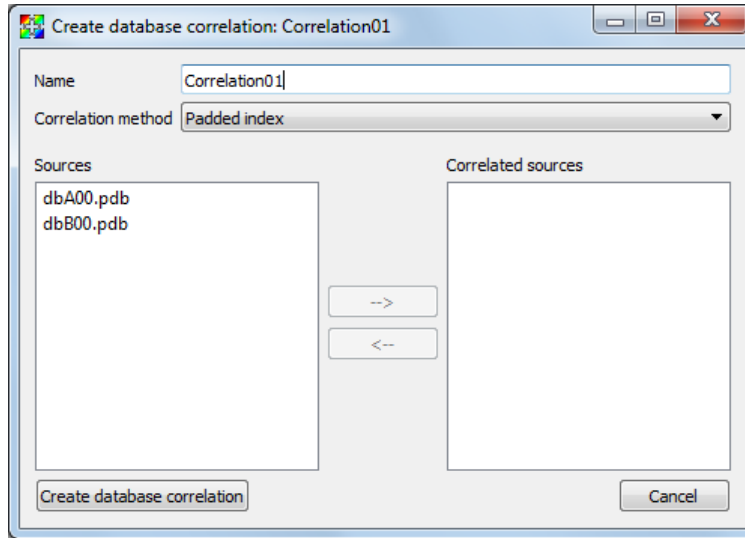 Create database correlation: Correlation01
Name Correlation01
Correlation method Padded index
Sources Correlated sources
dbA00.pdb
dbB00.pdb
-->
<--
Create database correlation Cancel